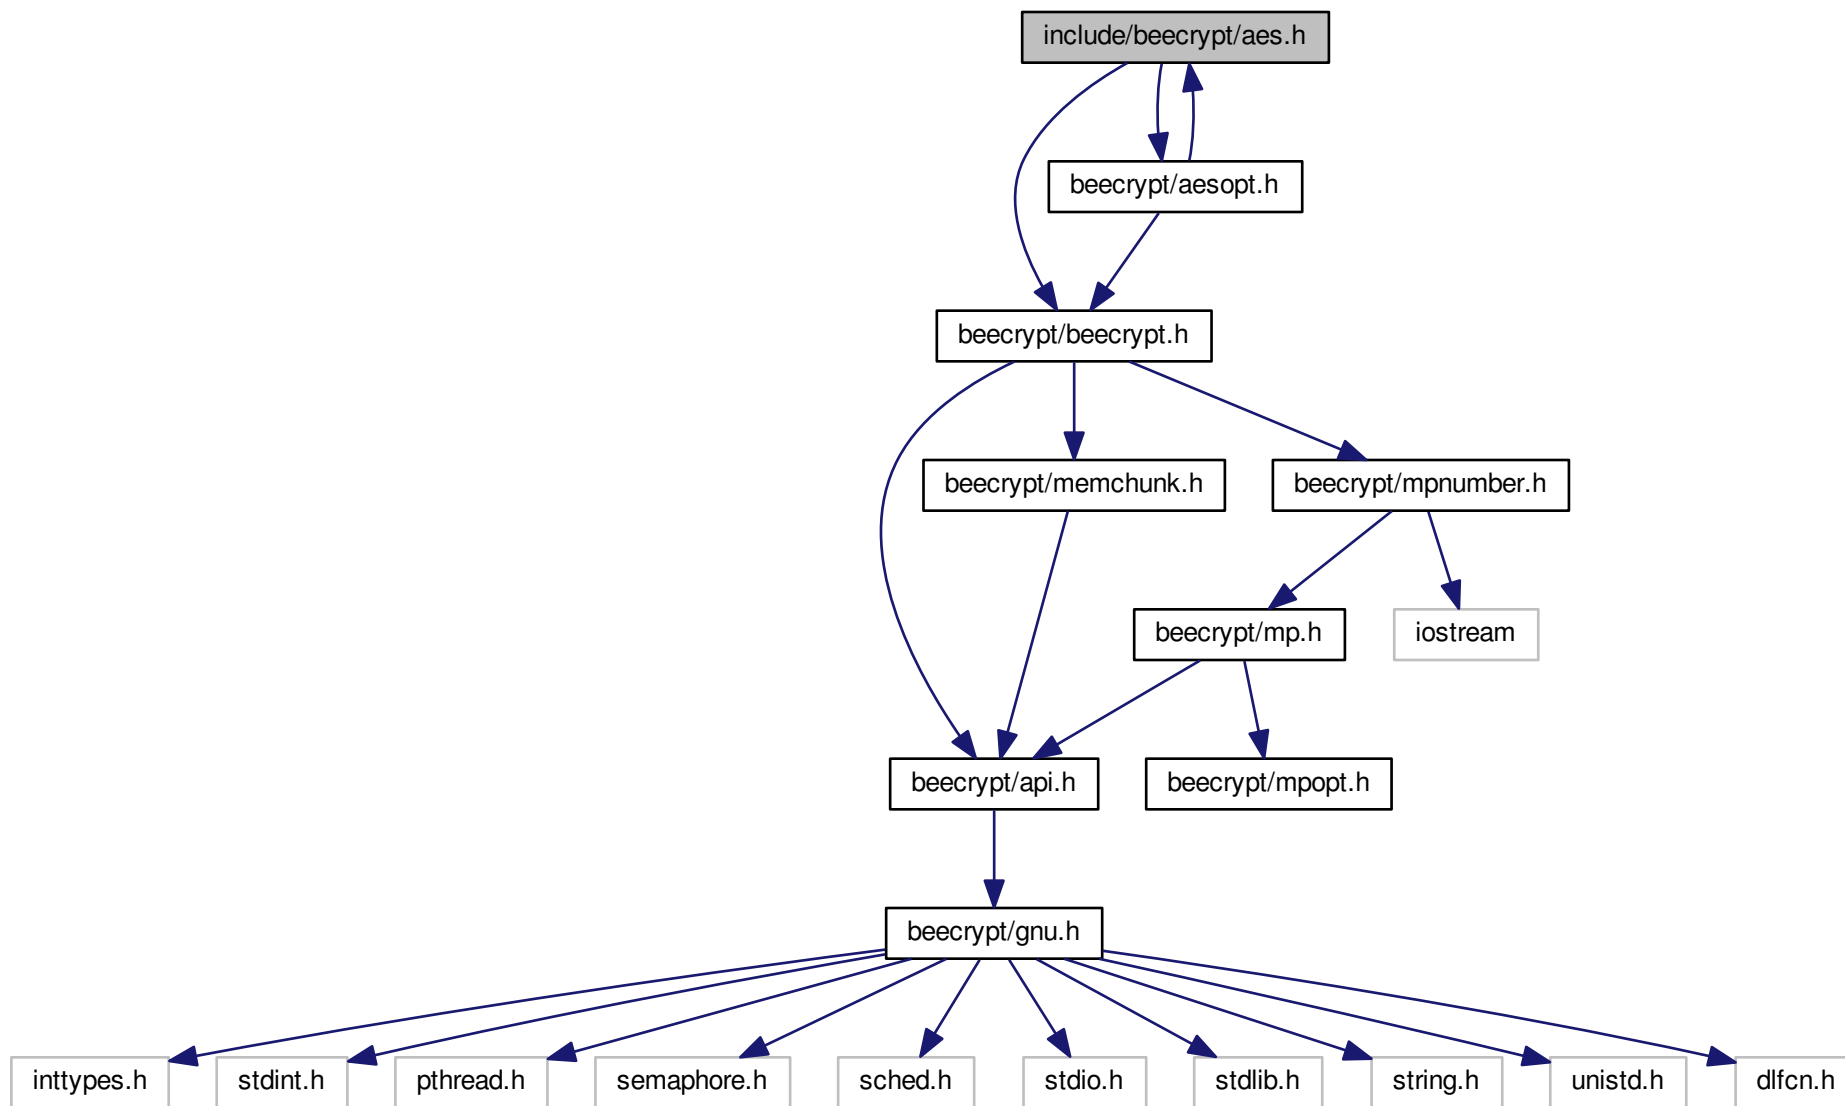 include/beecrypt/aes.h
beecrypt/aesopt.h
beecrypt/beecrypt.h
beecrypt/memchunk.h
beecrypt/mpnumber.h
beecrypt/mp.h
iostream
beecrypt/api.h
beecrypt/mpopt.h
beecrypt/gnu.h
inttypes.h
stdint.h
pthread.h
semaphore.h
sched.h
stdio.h
stdlib.h
string.h
unistd.h
dlfcn.h